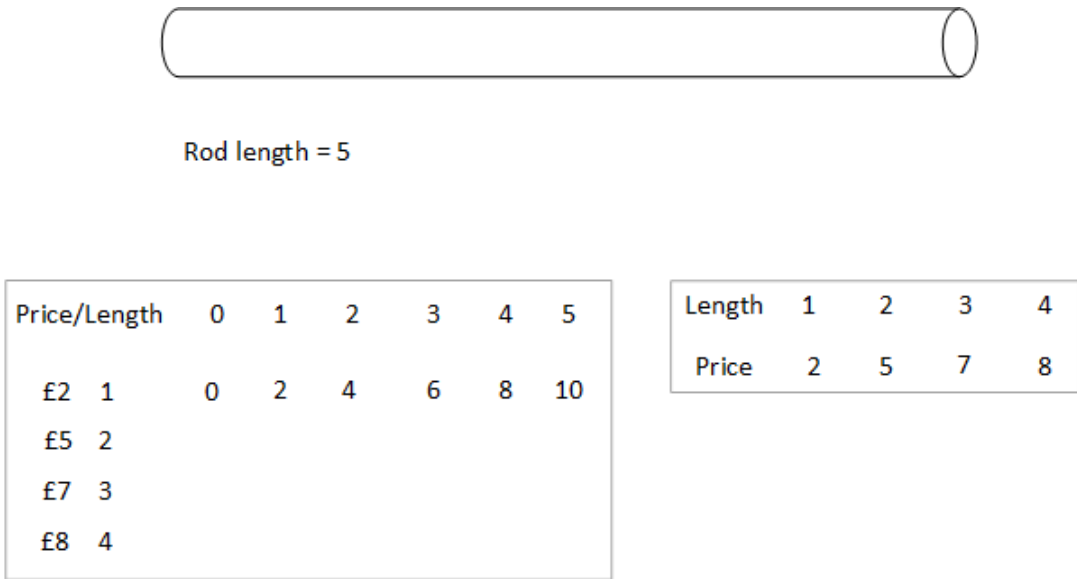 Rod length = 5
Price/Length 0 1 2 3 4 5
£2 1 0 2 4 6 8 10
£5 2
£7 3
£8 4
Length 1 2 3 4
Price 2 5 7 8